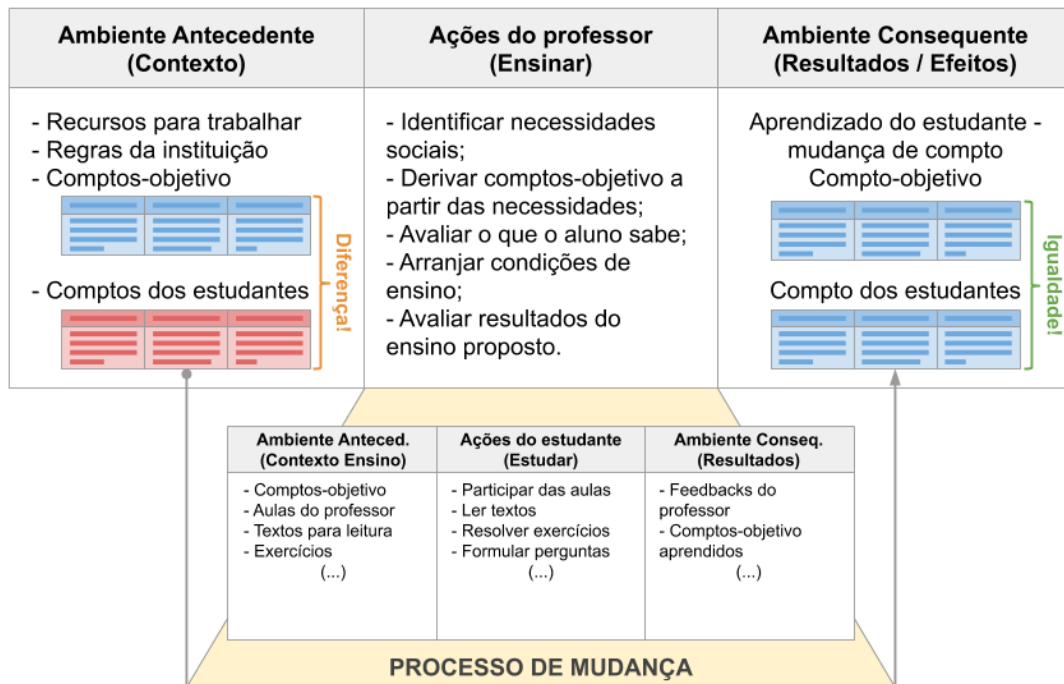 Ambiente Antecedente
(Contexto)
- Recursos para trabalhar
- Regras da instituição
- Comptos-objetivo
Diferença!
- Comptos dos estudantes
Ações do professor
(Ensinar)
- Identificar necessidades
sociais;
- Derivar comptos-objetivo a
partir das necessidades;
- Avaliar o que o aluno sabe;
- Arranjar condições de
ensino;
- Avaliar resultados do
ensino proposto.
Ambiente Consequente
(Resultados / Efeitos)
Aprendizado do estudante -
mudança de compto
Compto-objetivo
Igualdade!
Compto dos estudantes
Ambiente Anteced.
(Contexto Ensino)
- Comptos-objetivo
- Aulas do professor
- Textos para leitura
- Exercícios
(...)
Ações do estudante
(Estudar)
- Participar das aulas
- Ler textos
- Resolver exercícios
- Formular perguntas
(...)
Ambiente Conseq.
(Resultados)
- Feedbacks do
professor
- Comptos-objetivo
aprendidos
(...)
PROCESSO DE MUDANÇA